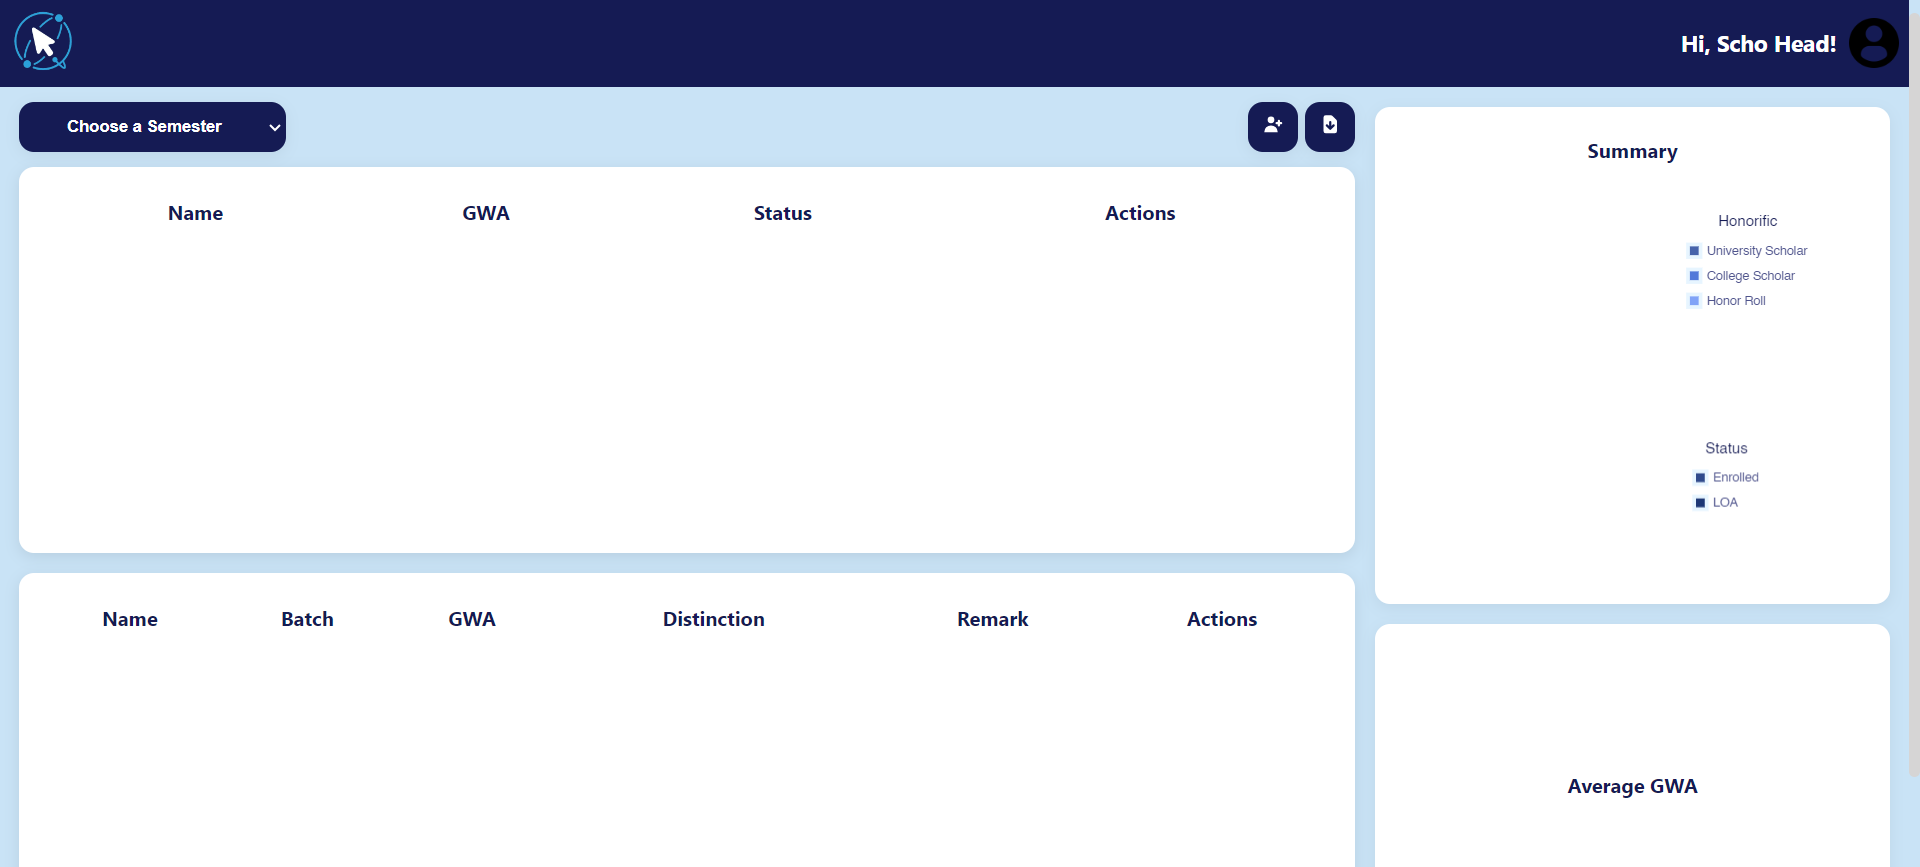 Hi, Scho Head!
Choose a Semester
Name GWA Status Actions
Name Batch GWA Distinction Remark Actions
Summary
Honorific
University Scholar
College Scholar
Honor Roll
Status
Enrolled
LOA
Average GWA